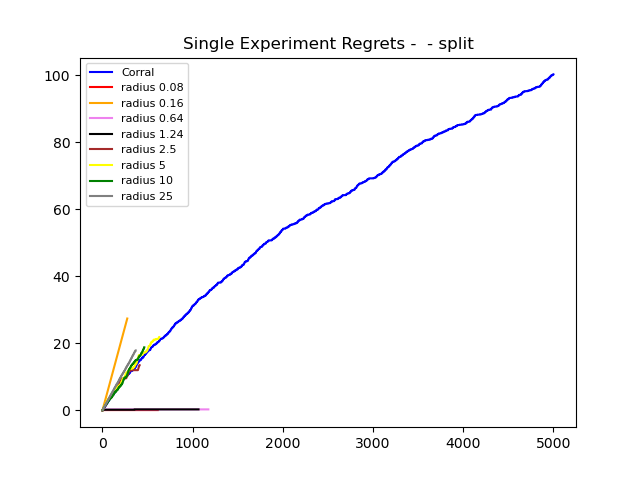 Single Experiment Regrets -  - split
Corral
radius 0.08
radius 0.16
radius 0.64
radius 1.24
radius 2.5
radius 5
radius 10
radius 25
100
80
60
40
20
0
0 1000 2000 3000 4000 5000